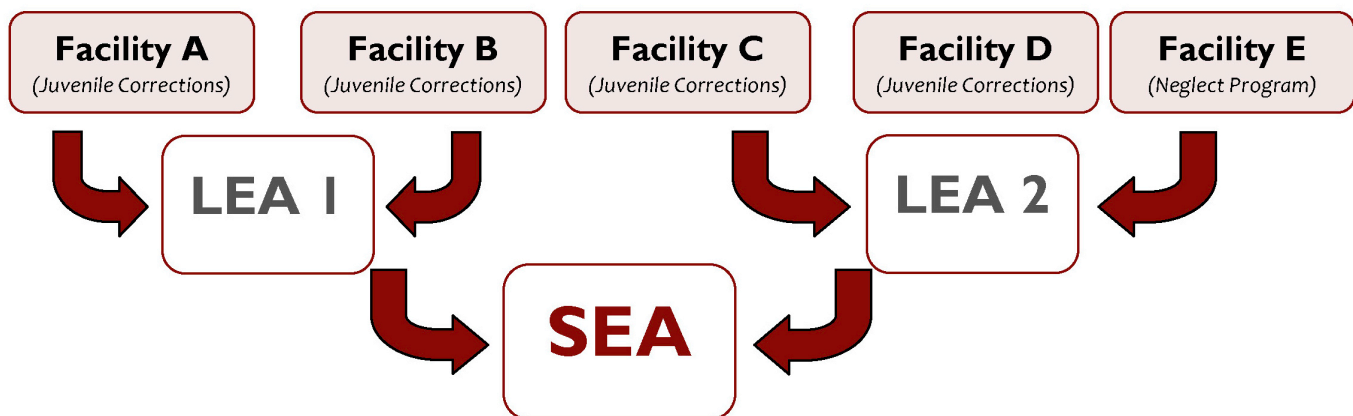 Facility A
(Juvenile Corrections)
Facility B
(Juvenile Corrections)
Facility C
(Juvenile Corrections)
Facility D
(Juvenile Corrections)
Facility E
(Neglect Program)
LEA 1
LEA 2
SEA